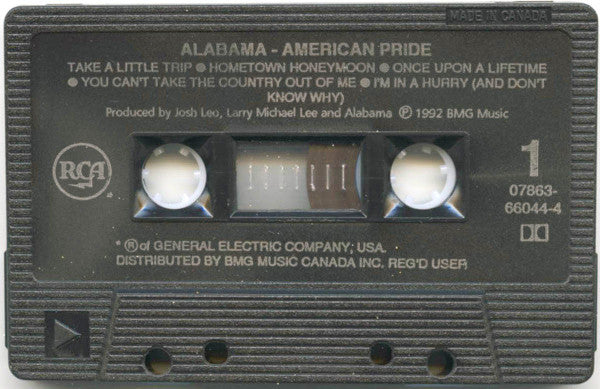 MADE IN CANADA
ALABAMA - AMERICAN PRIDE
TAKE A LITTLE TRIP ● HOMETOWN HONEYMOON ● ONCE UPON A LIFETIME
● YOU CAN'T TAKE THE COUNTRY OUT OF ME ● I'M IN A HURRY (AND DON'T
KNOW WHY)
Produced by Josh Leo, Larry Michael Lee and Alabama ℗ 1992 BMG Music
RCA
1
07863-
66044-4
* ® of GENERAL ELECTRIC COMPANY, USA.
DISTRIBUTED BY BMG MUSIC CANADA INC. REG'D USER